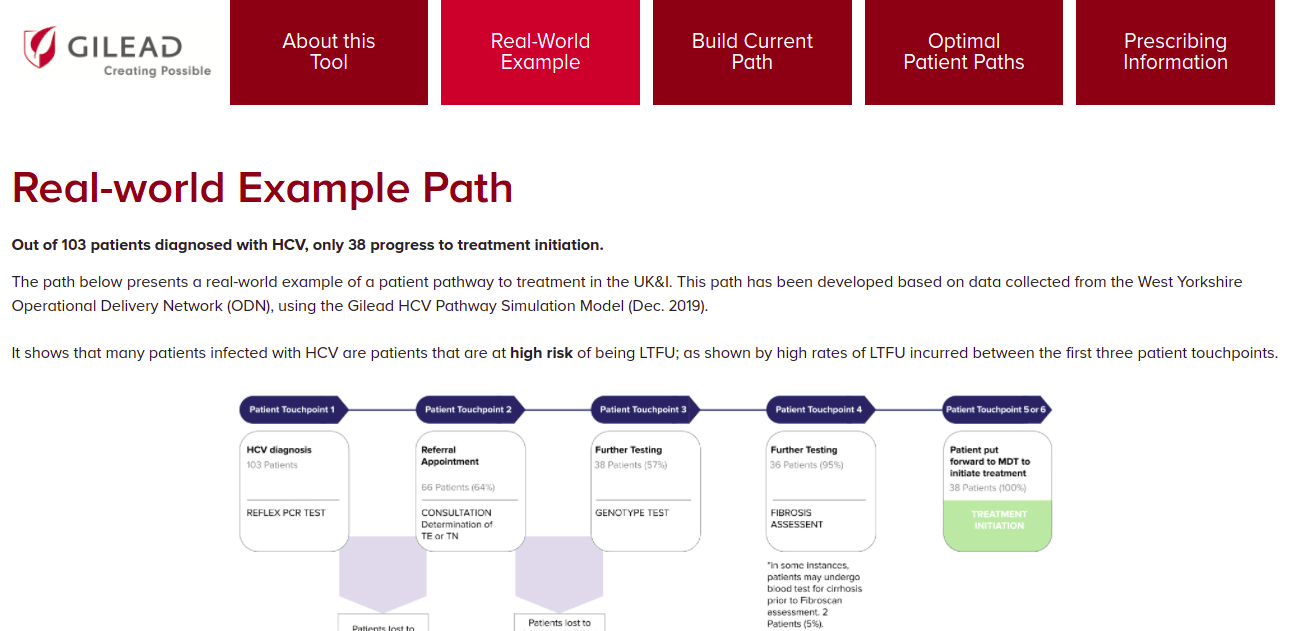 GILEAD
Creating Possible
About this
Tool
Real-World
Example
Build Current
Path
Optimal
Patient Paths
Prescribing
Information
Real-world Example Path
Out of 103 patients diagnosed with HCV, only 38 progress to treatment initiation.
The path below presents a real-world example of a patient pathway to treatment in the UK&I. This path has been developed based on data collected from the West Yorkshire
Operational Delivery Network (ODN), using the Gilead HCV Pathway Simulation Model (Dec. 2019).
It shows that many patients infected with HCV are patients that are at high risk of being LTFU; as shown by high rates of LTFU incurred between the first three patient touchpoints.
Patient Touchpoint 1
HCV diagnosis
103 Patients
REFLEX PCR TEST
Patients lost to
Patient Touchpoint 2
Referral
Appointment
66 Patients (64%)
CONSULTATION
Determination of
TE or TN
Patients lost to
Patient Touchpoint 3
Further Testing
38 Patients (57%)
GENOTYPE TEST
Patient Touchpoint 4
Further Testing
36 Patients (95%)
FIBROSIS
ASSESSENT
*In some instances,
patients may undergo
blood test for cirrhosis
prior to Fibroscan
assessment. 2
Patients (5%).
Patient Touchpoint 5 or 6
Patient put
forward to MDT to
initiate treatment
38 Patients (100%)
TREATMENT
INITIATION